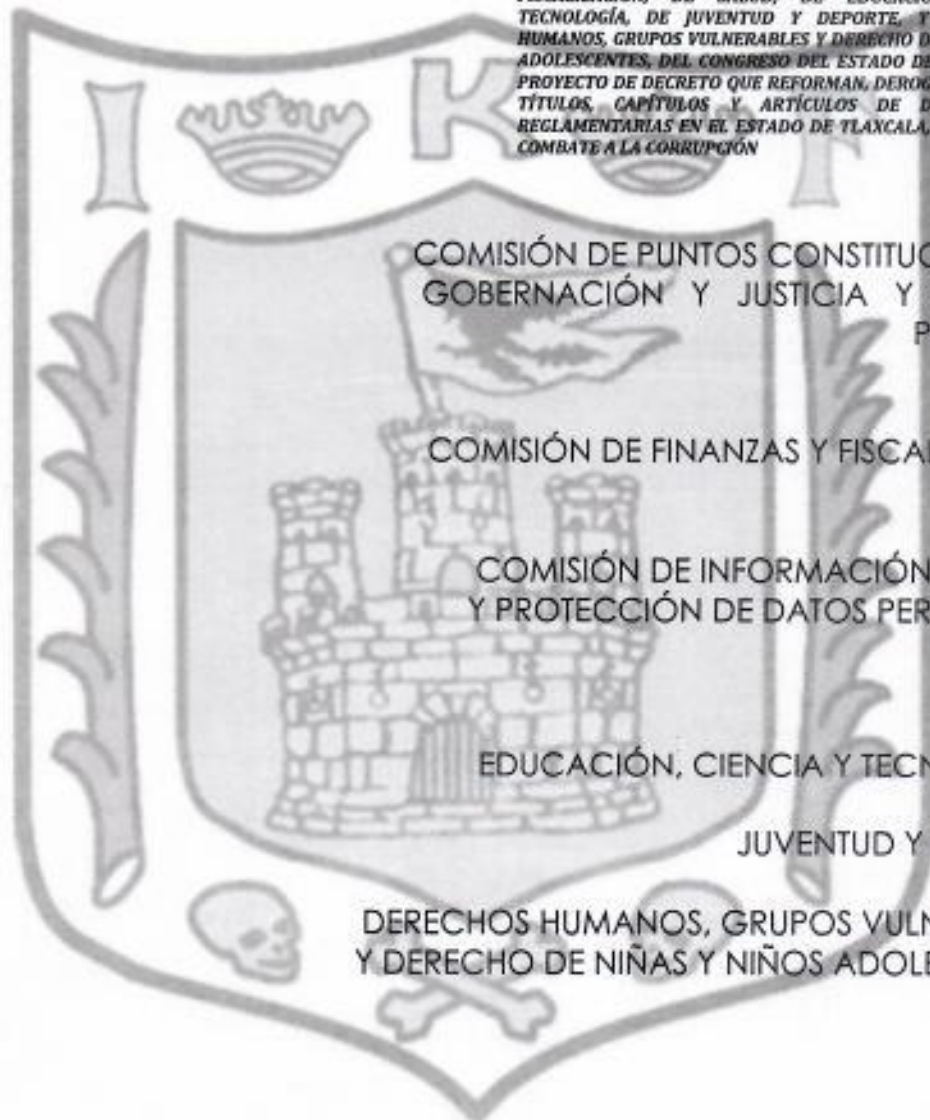 TECNOLOGÍA, DE JUVENTUD Y DEPORTE, Y
HUMANOS, GRUPOS VULNERABLES Y DERECHO D
ADOLESCENTES, DEL CONGRESO DEL ESTADO DE
PROYECTO DE DECRETO QUE REFORMAN, DEROG
TÍTULOS, CAPÍTULOS Y ARTÍCULOS DE D
REGLAMENTARIAS EN EL ESTADO DE TLAXCALA,
COMBATE A LA CORRUPCIÓN
I K F
COMISIÓN DE PUNTOS CONSTITUC
GOBERNACIÓN Y JUSTICIA Y
P
COMISIÓN DE FINANZAS Y FISCAL
COMISIÓN DE INFORMACIÓN
Y PROTECCIÓN DE DATOS PER
EDUCACIÓN, CIENCIA Y TECN
JUVENTUD Y
DERECHOS HUMANOS, GRUPOS VULN
Y DERECHO DE NIÑAS Y NIÑOS ADOLE